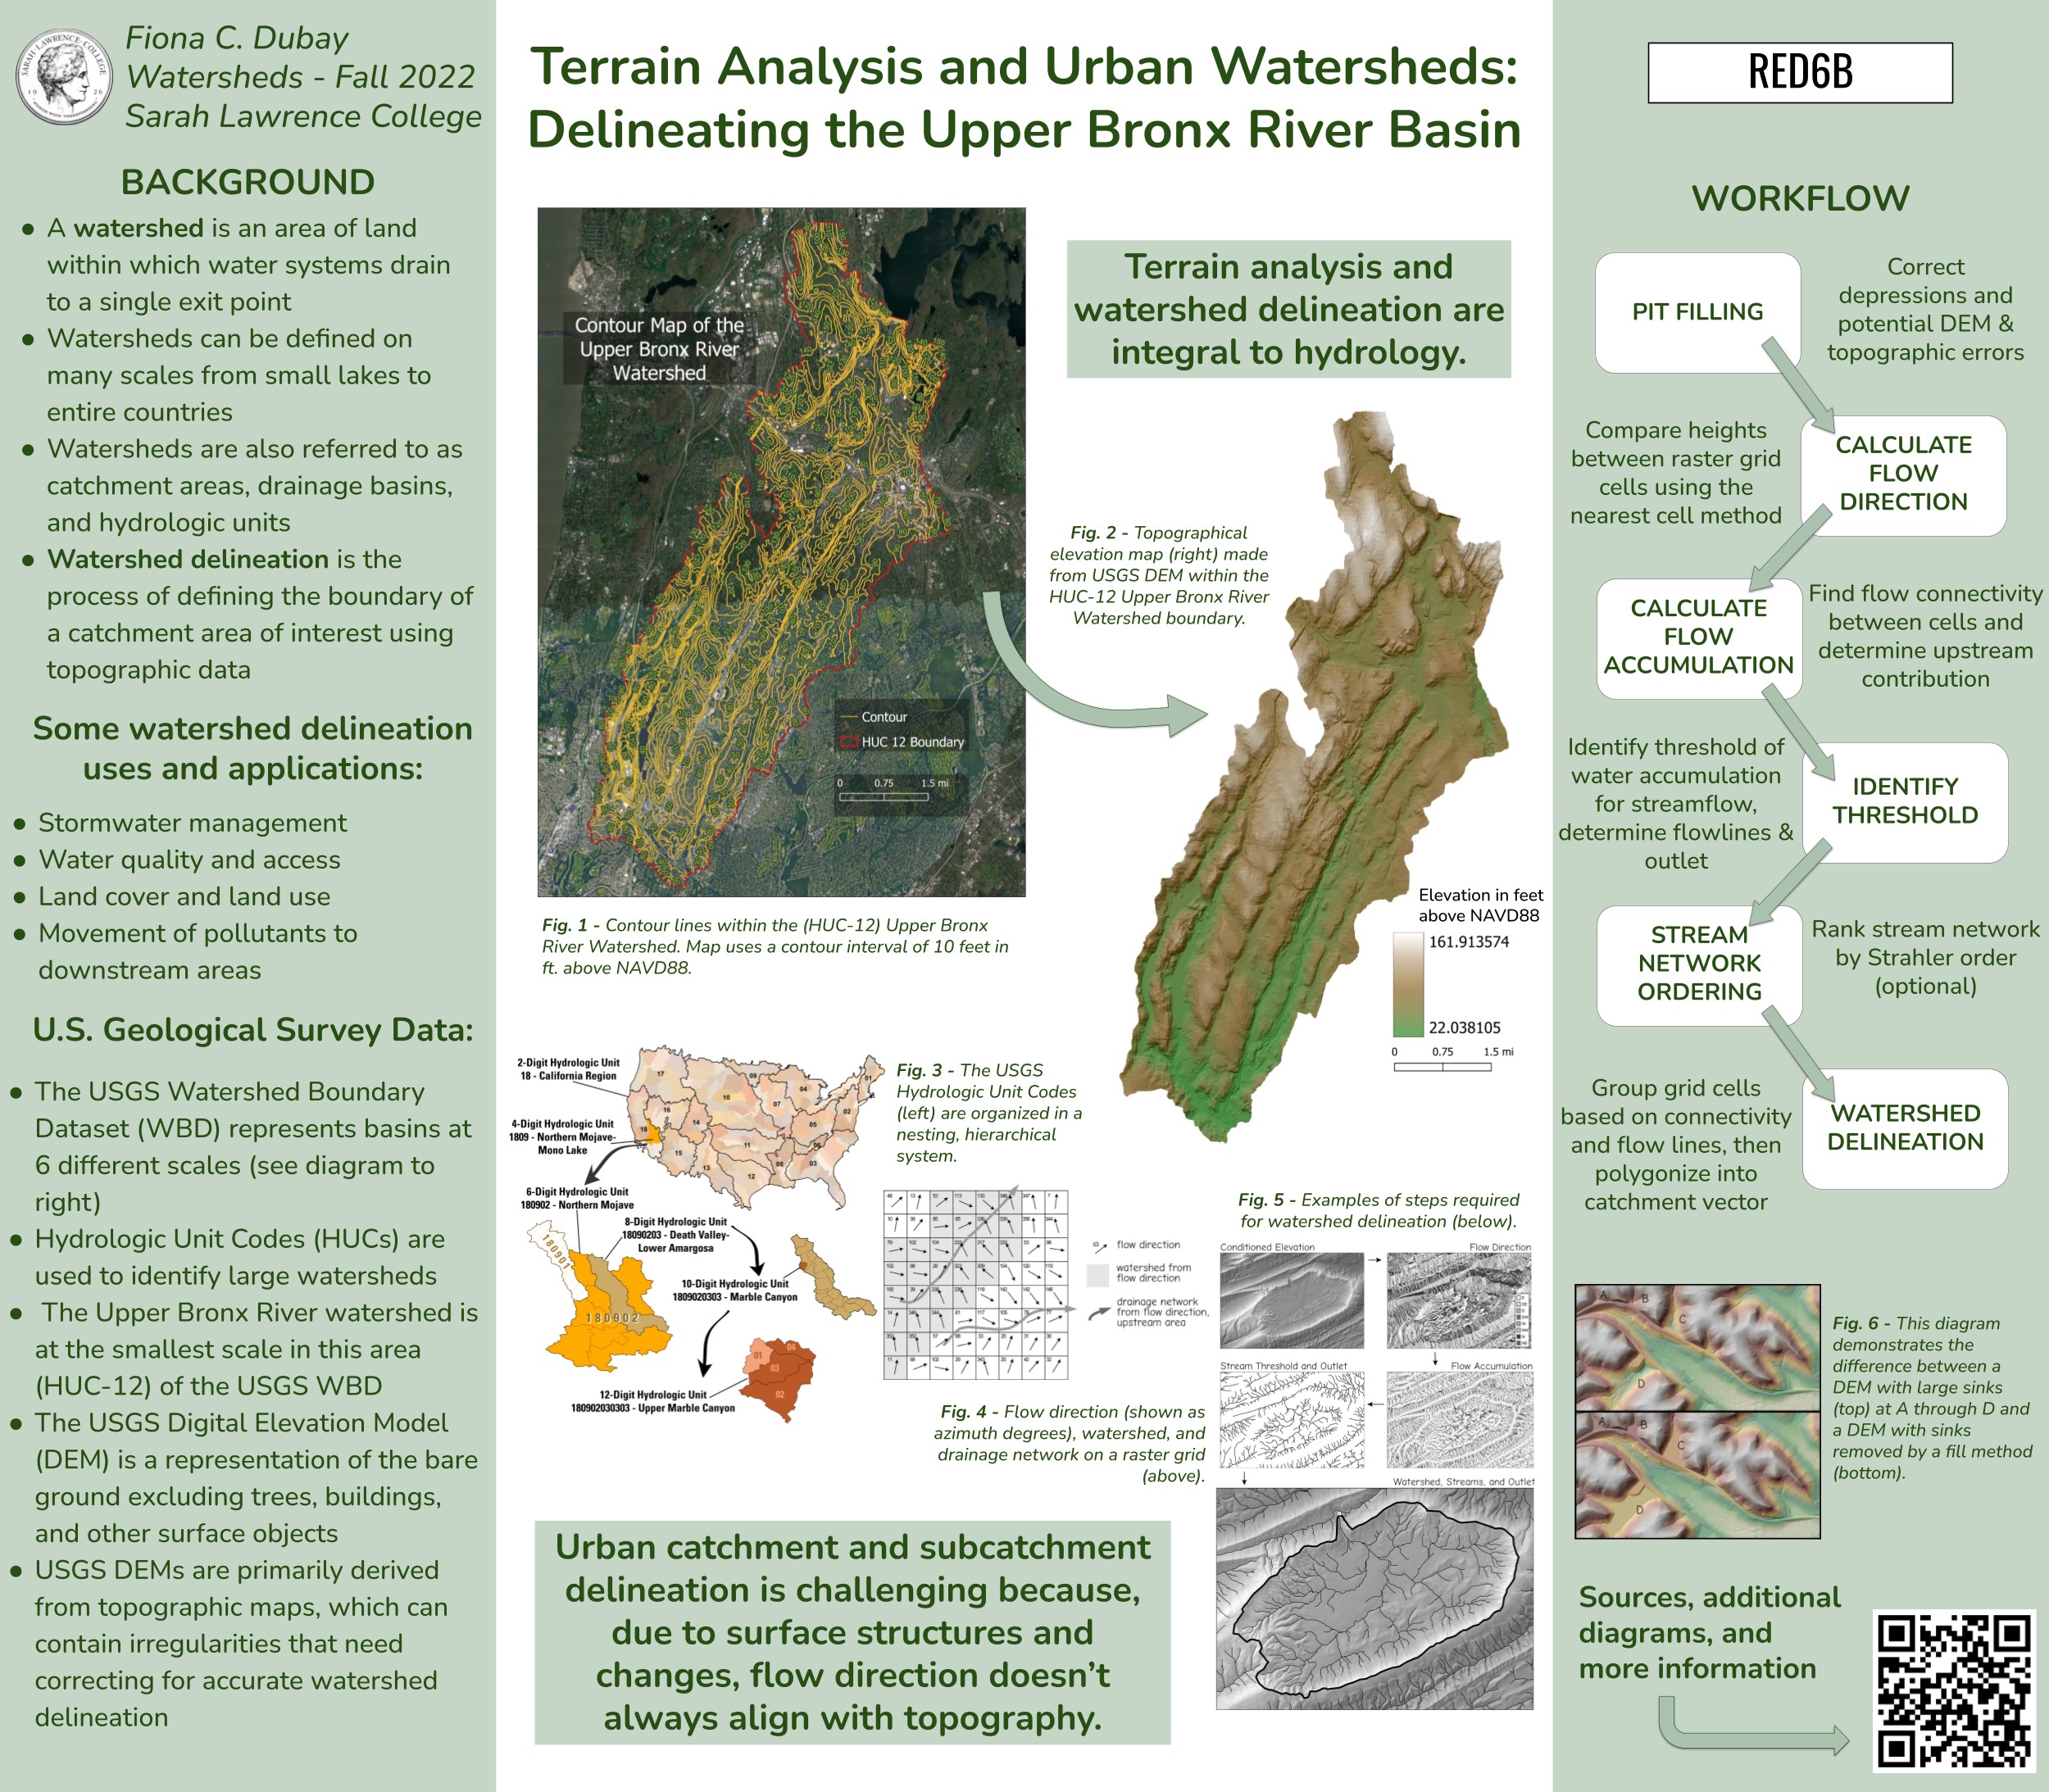 Fiona C. Dubay
Watersheds - Fall 2022
Sarah Lawrence College
BACKGROUND
● A watershed is an area of land
within which water systems drain
to a single exit point
● Watersheds can be defined on
many scales from small lakes to
entire countries
● Watersheds are also referred to as
catchment areas, drainage basins,
and hydrologic units
● Watershed delineation is the
process of defining the boundary of
a catchment area of interest using
topographic data
Some watershed delineation
uses and applications:
● Stormwater management
● Water quality and access
● Land cover and land use
● Movement of pollutants to
downstream areas
U.S. Geological Survey Data:
● The USGS Watershed Boundary
Dataset (WBD) represents basins at
6 different scales (see diagram to
right)
● Hydrologic Unit Codes (HUCs) are
used to identify large watersheds
● The Upper Bronx River watershed is
at the smallest scale in this area
(HUC-12) of the USGS WBD
● The USGS Digital Elevation Model
(DEM) is a representation of the bare
ground excluding trees, buildings,
and other surface objects
● USGS DEMs are primarily derived
from topographic maps, which can
contain irregularities that need
correcting for accurate watershed
delineation
Terrain Analysis and Urban Watersheds:
Delineating the Upper Bronx River Basin
Contour Map of the
Upper Bronx River
Watershed
Contour
HUC 12 Boundary
0 0.75 1.5 mi
Fig. 1 - Contour lines within the (HUC-12) Upper Bronx
River Watershed. Map uses a contour interval of 10 feet in
ft. above NAVD88.
Terrain analysis and
watershed delineation are
integral to hydrology.
Fig. 2 - Topographical
elevation map (right) made
from USGS DEM within the
HUC-12 Upper Bronx River
Watershed boundary.
Elevation in feet
above NAVD88
161.913574
22.038105
0 0.75 1.5 mi
2-Digit Hydrologic Unit
18 - California Region
4-Digit Hydrologic Unit
1809 - Northern Mojave-
Mono Lake
6-Digit Hydrologic Unit
180902 - Northern Mojave
8-Digit Hydrologic Unit
18090203 - Death Valley-
Lower Amargosa
10-Digit Hydrologic Unit
1809020303 - Marble Canyon
12-Digit Hydrologic Unit
180902030303 - Upper Marble Canyon
17
09
04
01
16
10
07
02
18
14
05
11
06
15
13
08
03
12
180901
180902
01
04
03
02
Fig. 3 - The USGS
Hydrologic Unit Codes
(left) are organized in a
nesting, hierarchical
system.
flow direction
watershed from
flow direction
drainage network
from flow direction,
upstream area
Fig. 4 - Flow direction (shown as
azimuth degrees), watershed, and
drainage network on a raster grid
(above).
Fig. 5 - Examples of steps required
for watershed delineation (below).
Conditioned Elevation
Flow Direction
Stream Threshold and Outlet
Flow Accumulation
Watershed, Streams, and Outlet
Urban catchment and subcatchment
delineation is challenging because,
due to surface structures and
changes, flow direction doesn’t
always align with topography.
RED6B
WORKFLOW
PIT FILLING
Correct
depressions and
potential DEM &
topographic errors
Compare heights
between raster grid
cells using the
nearest cell method
CALCULATE
FLOW
DIRECTION
CALCULATE
FLOW
ACCUMULATION
Find flow connectivity
between cells and
determine upstream
contribution
Identify threshold of
water accumulation
for streamflow,
determine flowlines &
outlet
IDENTIFY
THRESHOLD
STREAM
NETWORK
ORDERING
Rank stream network
by Strahler order
(optional)
Group grid cells
based on connectivity
and flow lines, then
polygonize into
catchment vector
WATERSHED
DELINEATION
A
B
C
D
A
B
C
D
Fig. 6 - This diagram
demonstrates the
difference between a
DEM with large sinks
(top) at A through D and
a DEM with sinks
removed by a fill method
(bottom).
Sources, additional
diagrams, and
more information